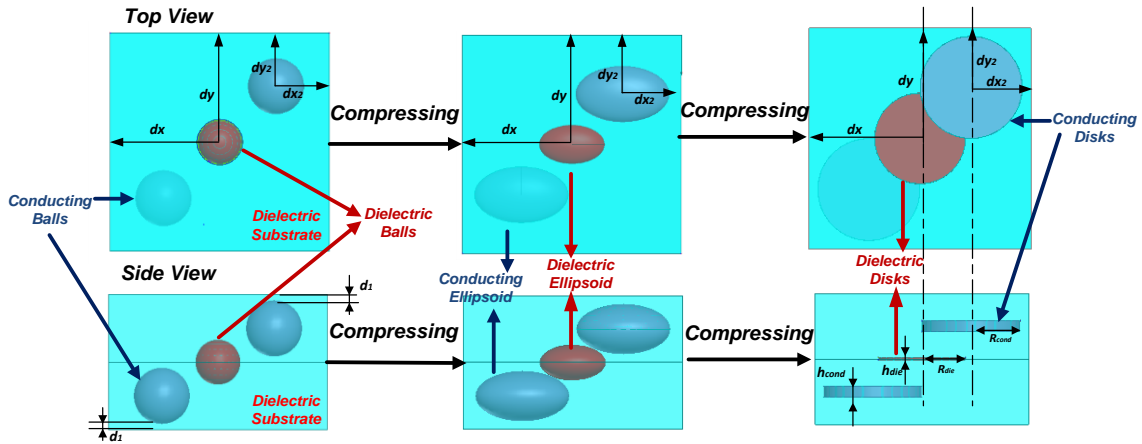 Top View
dy
dy2
dx2
dx
Compressing
dy
dy2
dx2
dx
Compressing
dy
dy2
dx2
dx
Conducting
Disks
Conducting
Balls
Dielectric
Substrate
Dielectric
Balls
Side View
Conducting
Ellipsoid
Dielectric
Ellipsoid
Dielectric
Disks
d1
Compressing
Compressing
Rcond
hdie
Rdie
hcond
d1
Dielectric
Substrate